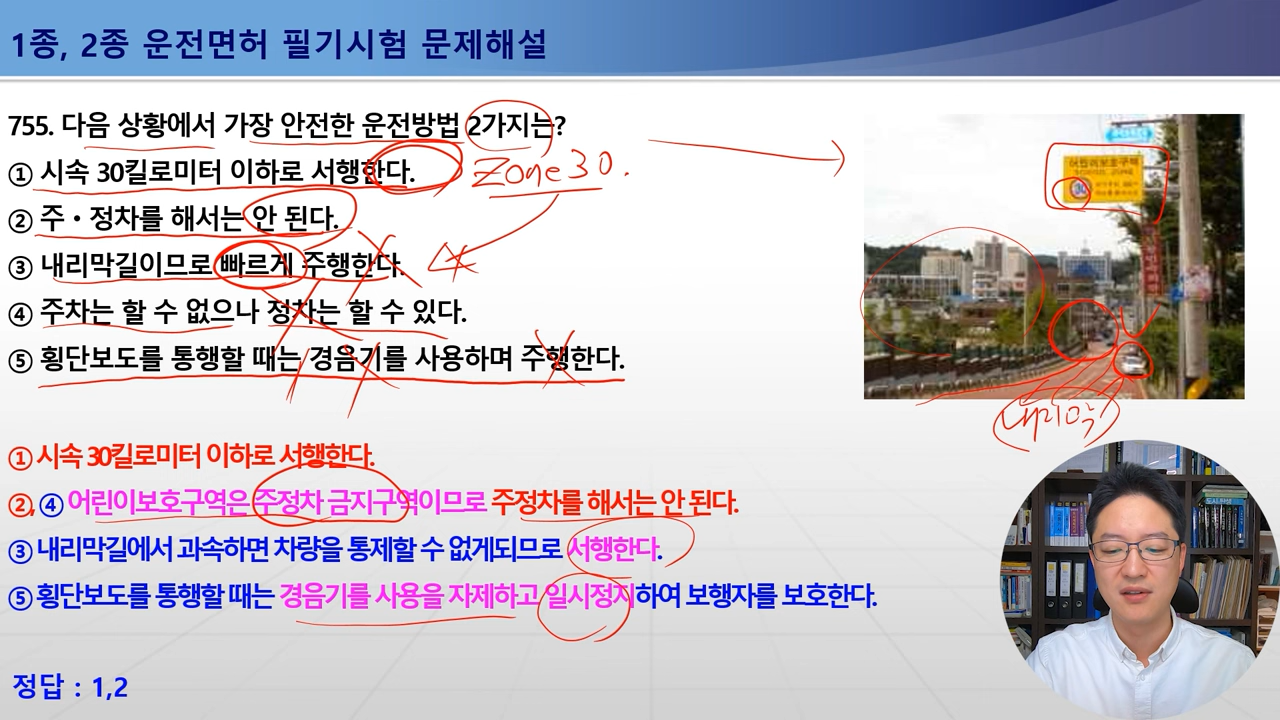 1종, 2종 운전면허 필기시험 문제해설
755. 다음 상황에서 가장 안전한 운전방법 2가지는?
① 시속 30킬로미터 이하로 서행한다.
Zone 30.
② 주・정차를 해서는 안 된다.
③ 내리막길이므로 빠르게 주행한다.
④ 주차는 할 수 없으나 정차는 할 수 있다.
⑤ 횡단보도를 통행할 때는 경음기를 사용하며 주행한다.
어린이보호구역
30
내리막
① 시속 30킬로미터 이하로 서행한다.
②, ④ 어린이보호구역은 주정차 금지구역이므로 주정차를 해서는 안 된다.
③ 내리막길에서 과속하면 차량을 통제할 수 없게되므로 서행한다.
⑤ 횡단보도를 통행할 때는 경음기를 사용을 자제하고 일시정지하여 보행자를 보호한다.
정답 : 1,2